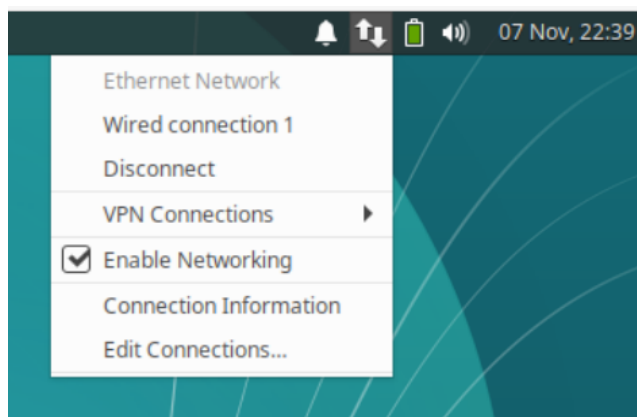 07 Nov, 22:39
Ethernet Network
Wired connection 1
Disconnect
VPN Connections
Enable Networking
Connection Information
Edit Connections...